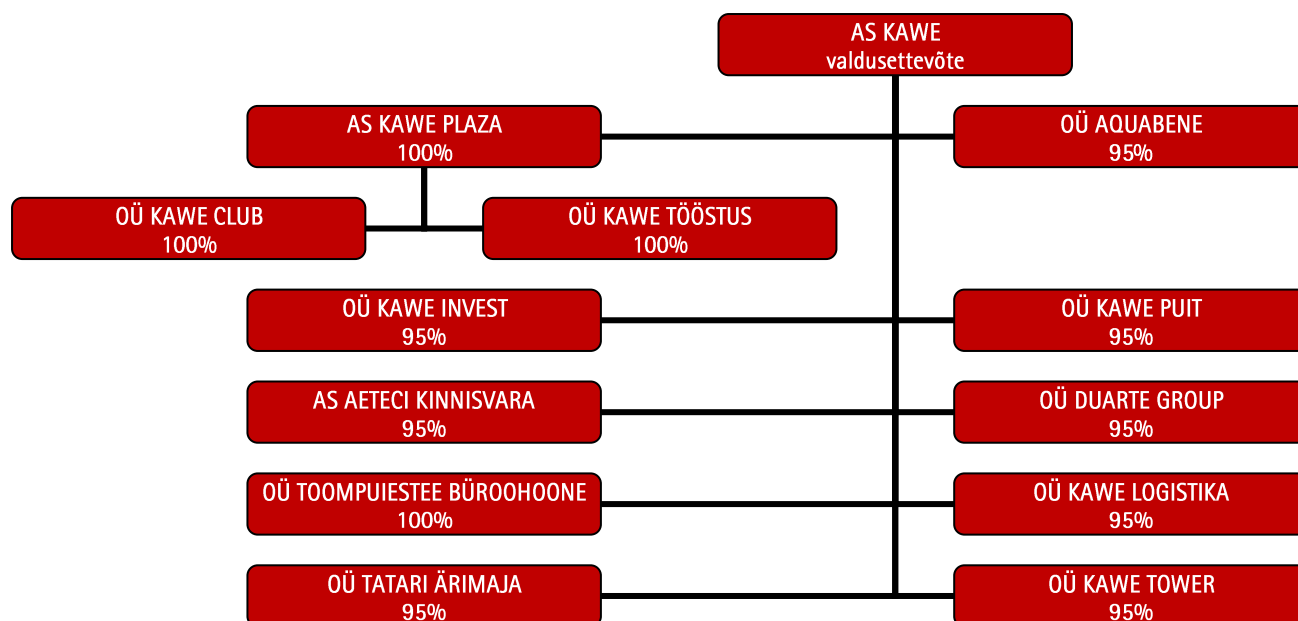 AS KAWE
valdusettevõte
AS KAWE PLAZA
100%
OÜ AQUABENE
95%
OÜ KAWE CLUB
100%
OÜ KAWE TÖÖSTUS
100%
OÜ KAWE INVEST
95%
OÜ KAWE PUIT
95%
AS AETECI KINNISVARA
95%
OÜ DUARTE GROUP
95%
OÜ TOOMPUIESTEE BÜROOHOONE
100%
OÜ KAWE LOGISTIKA
95%
OÜ TATARI ÄRIMAJA
95%
OÜ KAWE TOWER
95%